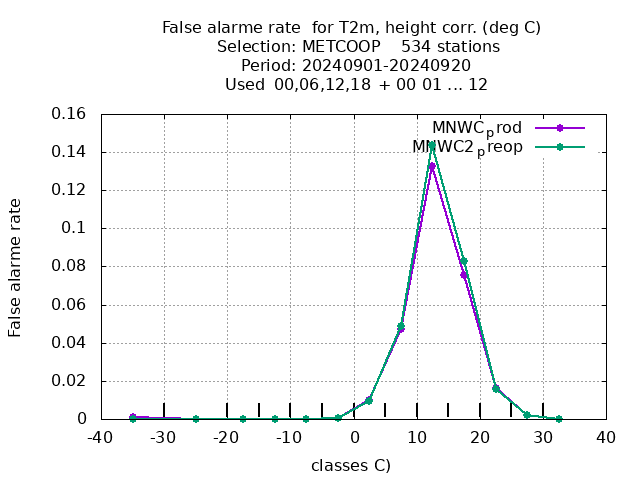 False alarme rate  for T2m, height corr. (deg C)
Selection: METCOOP    534 stations
Period: 20240901-20240920
Used  00,06,12,18 + 00 01 ... 12
MNWCprod
MNWC2preop
0.16
0.14
0.12
0.1
0.08
0.06
0.04
0.02
0
False alarme rate
-40 -30 -20 -10 0 10 20 30 40
classes C)